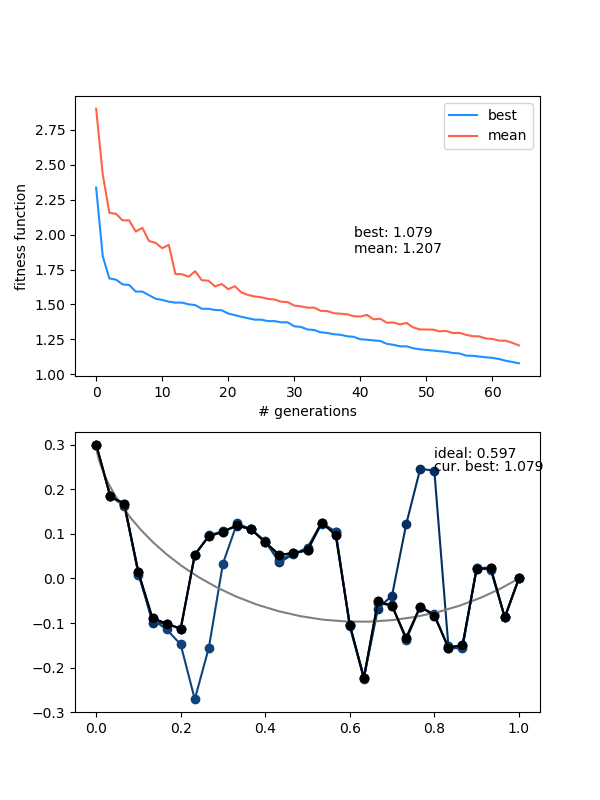 2.75
2.50
2.25
2.00
1.75
1.50
1.25
1.00
fitness function
best
mean
best: 1.079
mean: 1.207
0 10 20 30 40 50 60
# generations
0.3
0.2
0.1
0.0
−0.1
−0.2
−0.3
ideal: 0.597
cur. best: 1.079
0.0 0.2 0.4 0.6 0.8 1.0